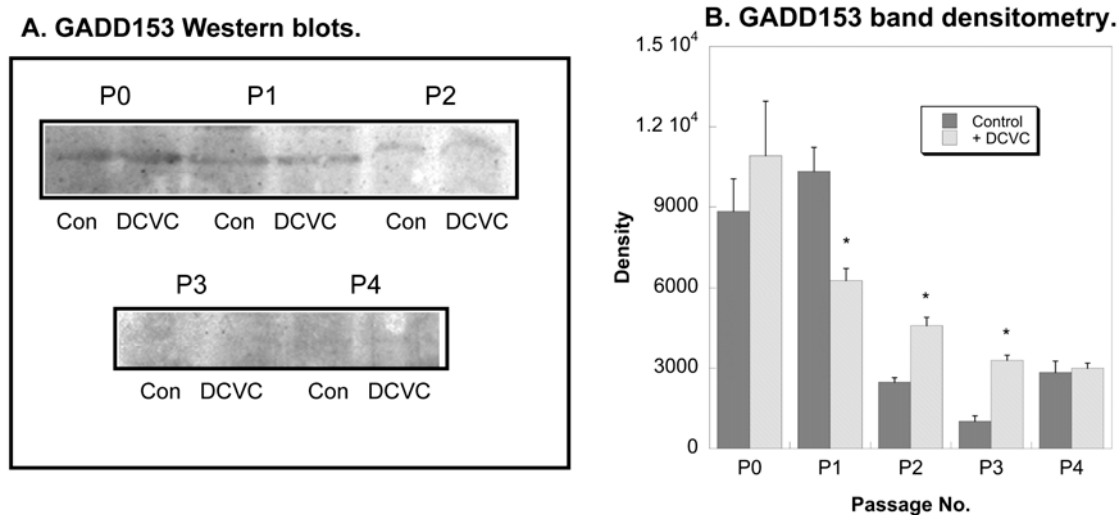 A. GADD153 Western blots.
P0 P1 P2
Con DCVC Con DCVC Con DCVC
P3 P4
Con DCVC Con DCVC
B. GADD153 band densitometry.
1.5 10⁴
1.2 10⁴
9000
6000
3000
0
Density
Control
+ DCVC
*
*
*
P0 P1 P2 P3 P4
Passage No.